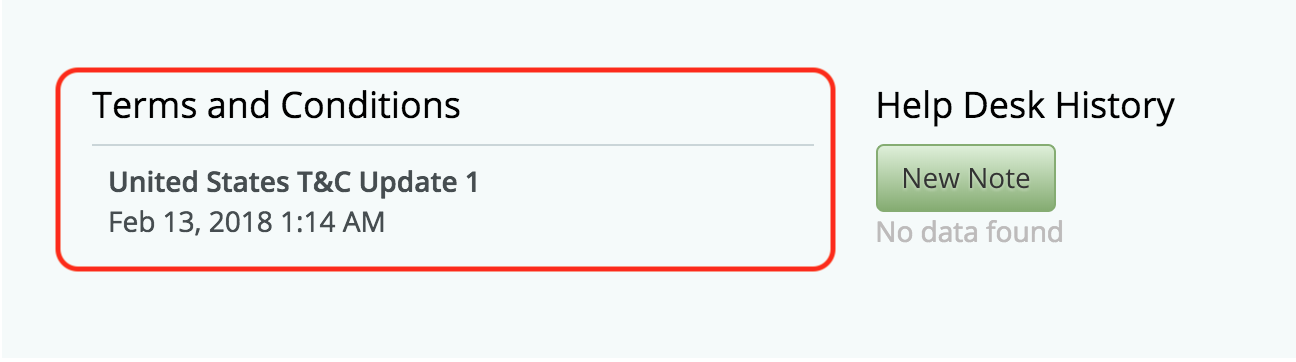 Terms and Conditions
United States T&C Update 1
Feb 13, 2018 1:14 AM
Help Desk History
New Note
No data found